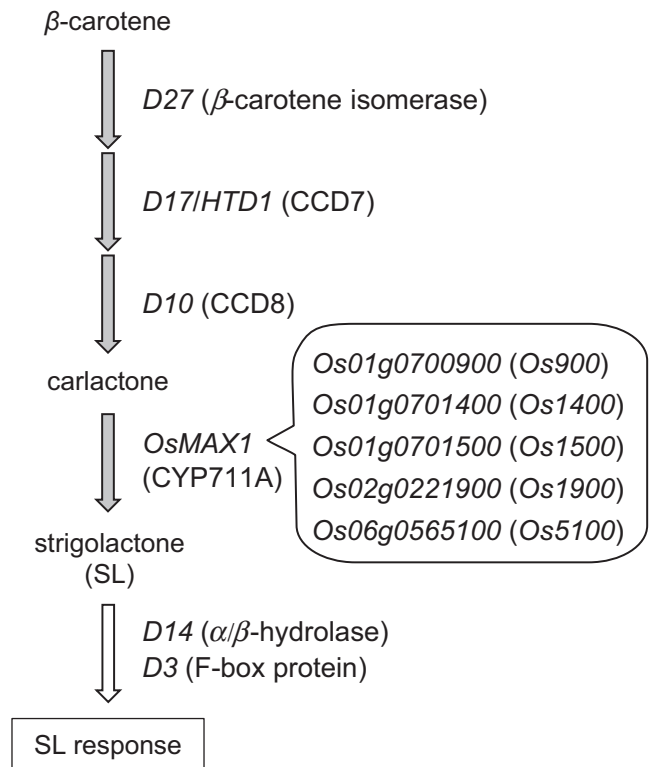 β-carotene
D27 (β-carotene isomerase)
D17/HTD1 (CCD7)
D10 (CCD8)
carlactone
OsMAX1
(CYP711A)
Os01g0700900 (Os900)
Os01g0701400 (Os1400)
Os01g0701500 (Os1500)
Os02g0221900 (Os1900)
Os06g0565100 (Os5100)
strigolactone
(SL)
D14 (α/β-hydrolase)
D3 (F-box protein)
SL response